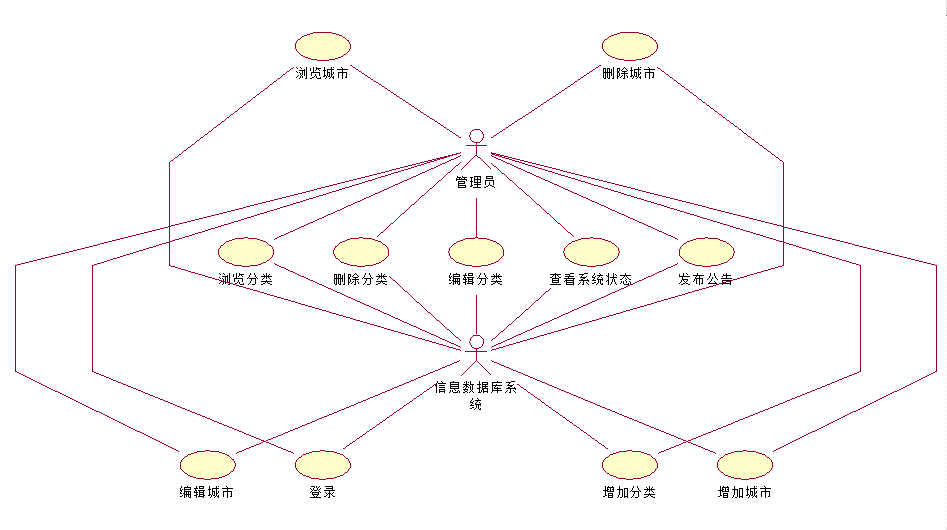 浏览城市
删除城市
管理员
浏览分类
删除分类
编辑分类
查看系统状态
发布公告
信息数据库系
统
编辑城市
登录
增加分类
增加城市